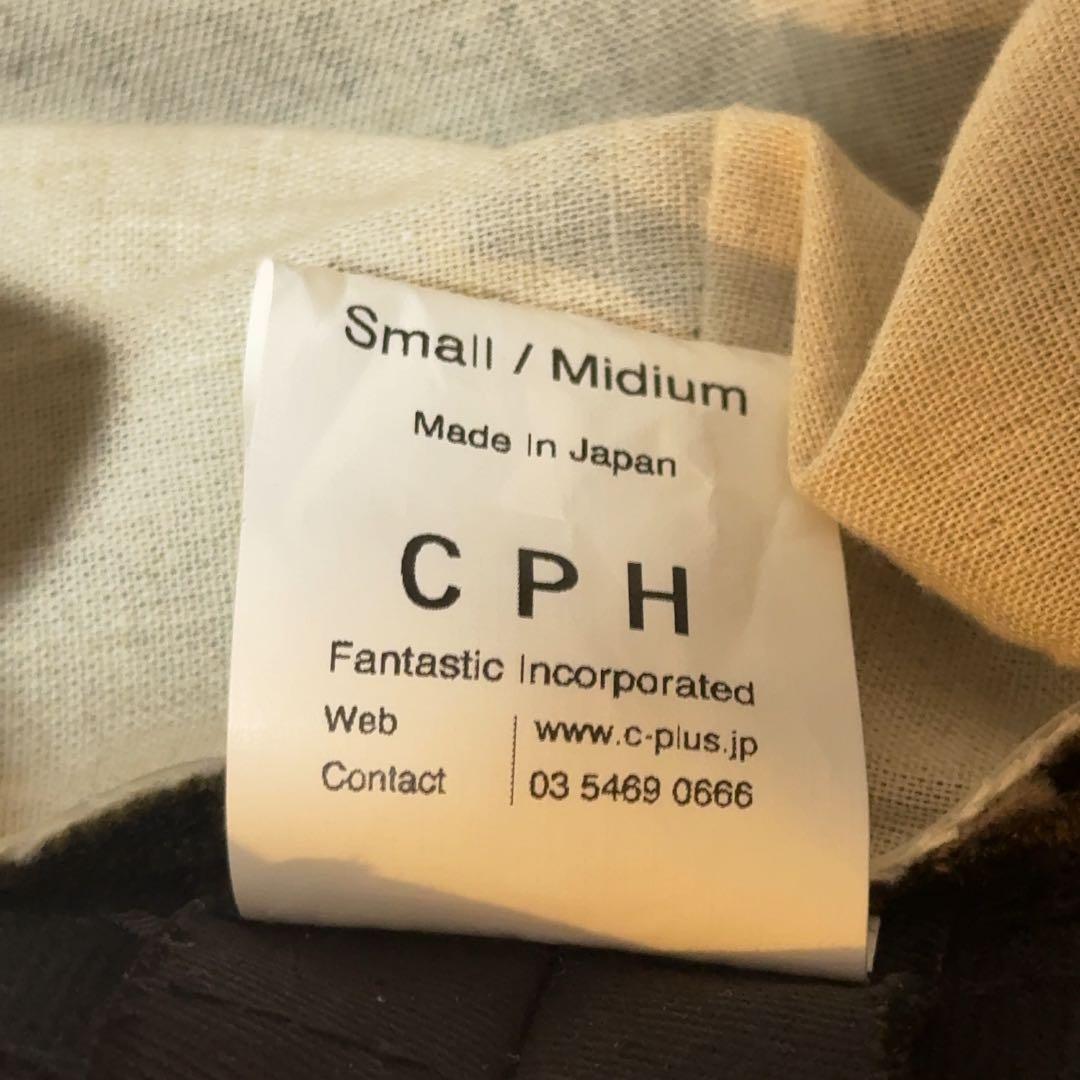 Small / Midium
Made In Japan
C P H
Fantastic Incorporated
Web | www.c-plus.jp
Contact | 03 5469 0666